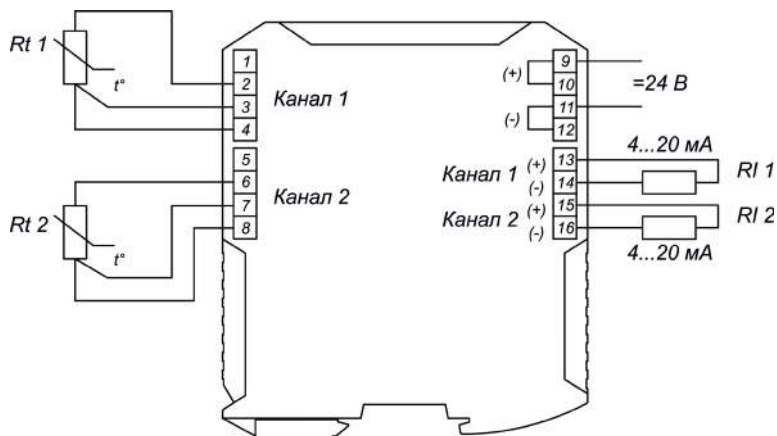 Rt 1
t°
1
2
3
4
Канал 1
5
6
7
8
Канал 2
Rt 2
t°
(+)
9
10
=24 В
(-)
11
12
4...20 мА
Канал 1
(+)
13
(-)
14
Rl 1
Канал 2
(+)
15
(-)
16
Rl 2
4...20 мА